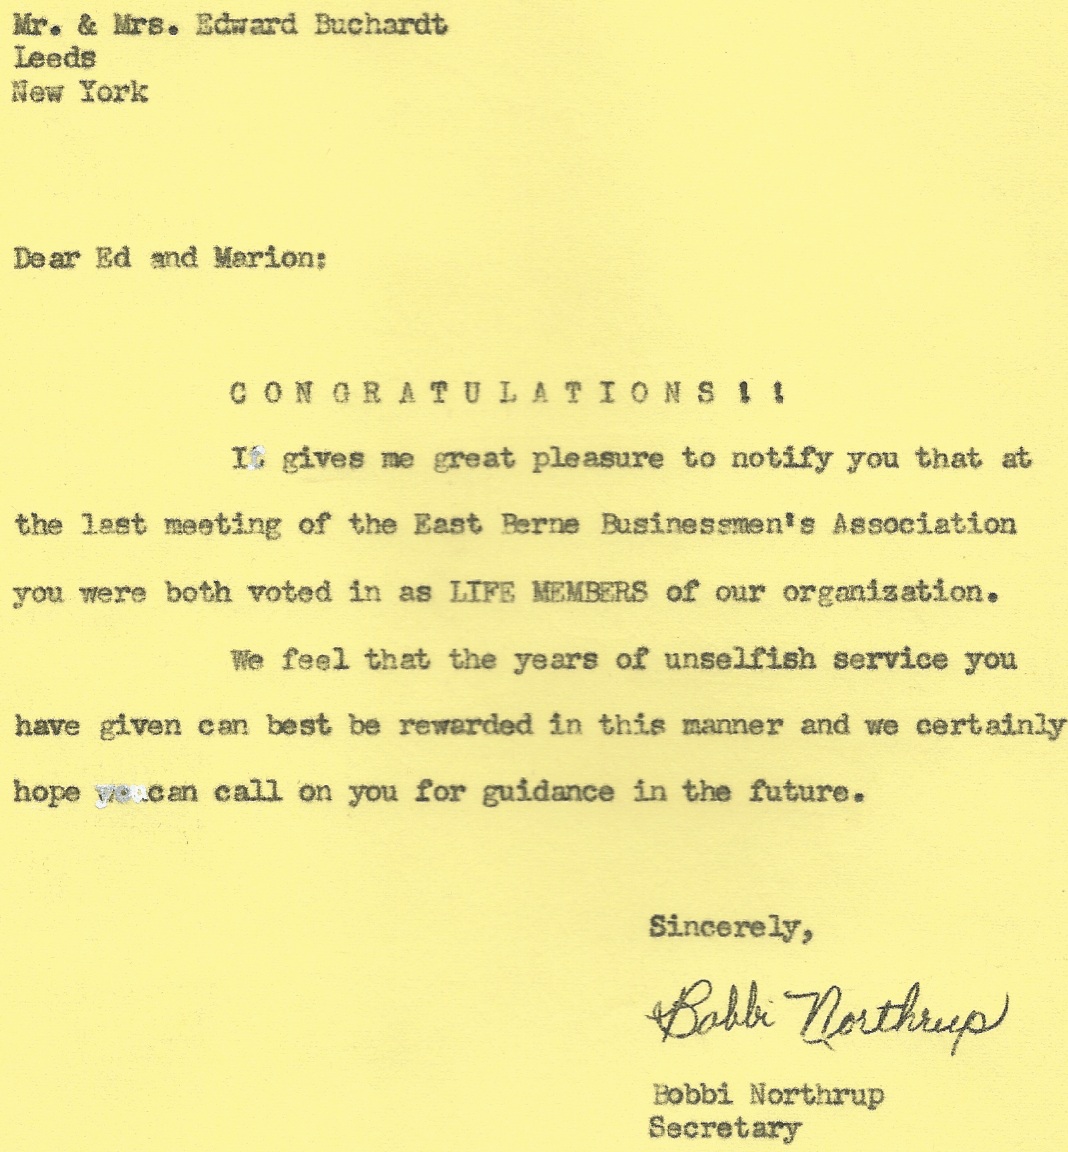 Mr. & Mrs. Edward Buchardt
Leeds
New York
Dear Ed and Marion:
C O N G R A T U L A T I O N S ! !
It gives me great pleasure to notify you that at
the last meeting of the East Berne Businessmen's Association
you were both voted in as LIFE MEMBERS of our organization.
We feel that the years of unselfish service you
have given can best be rewarded in this manner and we certainly
hope we can call on you for guidance in the future.
Sincerely,
Bobbi Northrup
Bobbi Northrup
Secretary